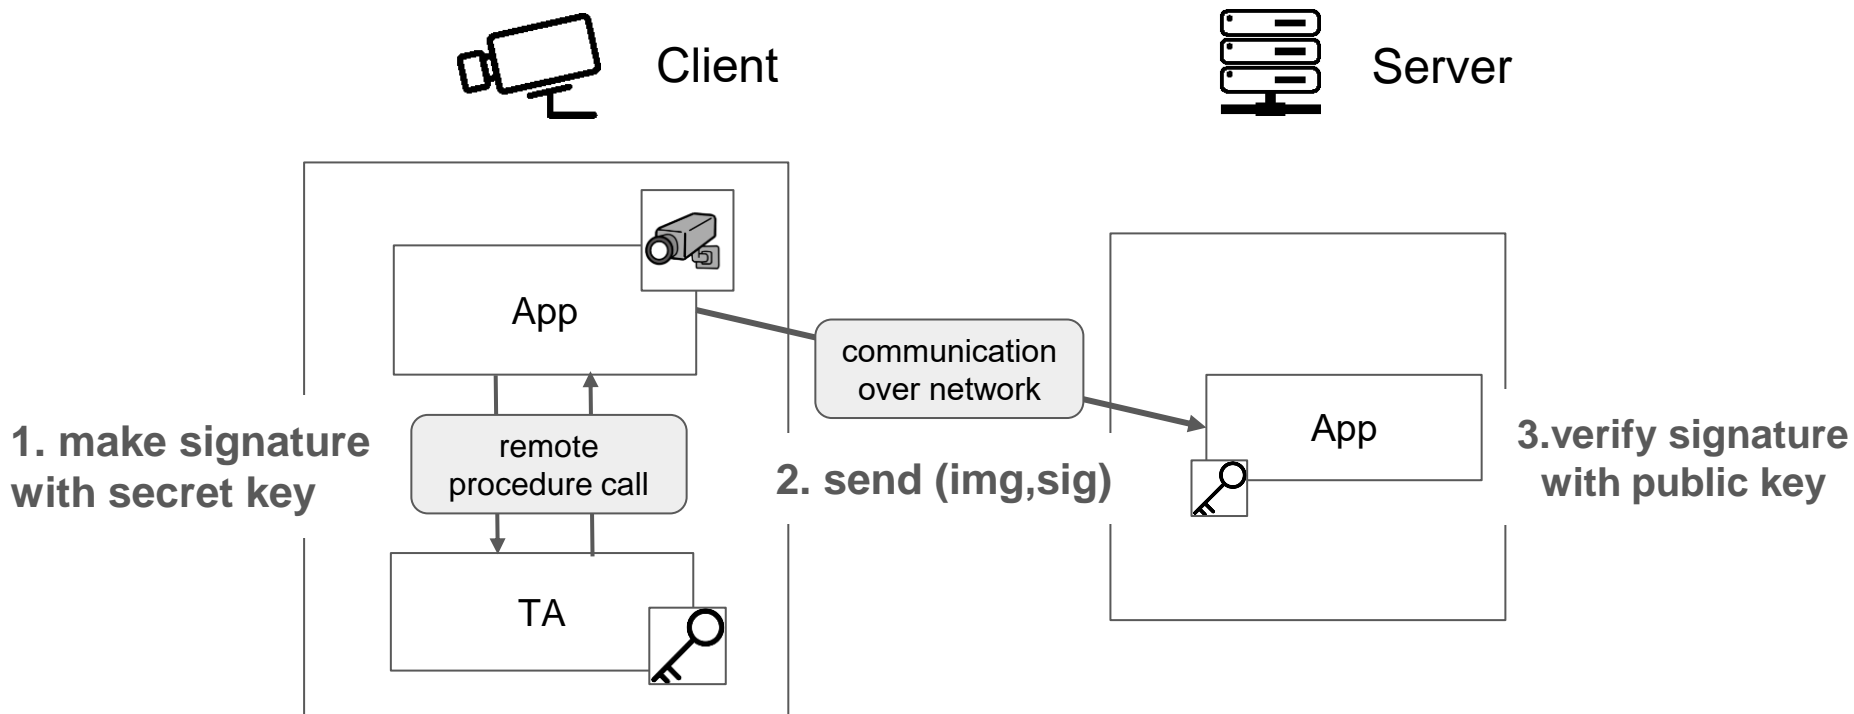 Client
Server
App
communication
over network
1. make signature
with secret key
remote
procedure call
2. send (img,sig)
App
3.verify signature
with public key
TA